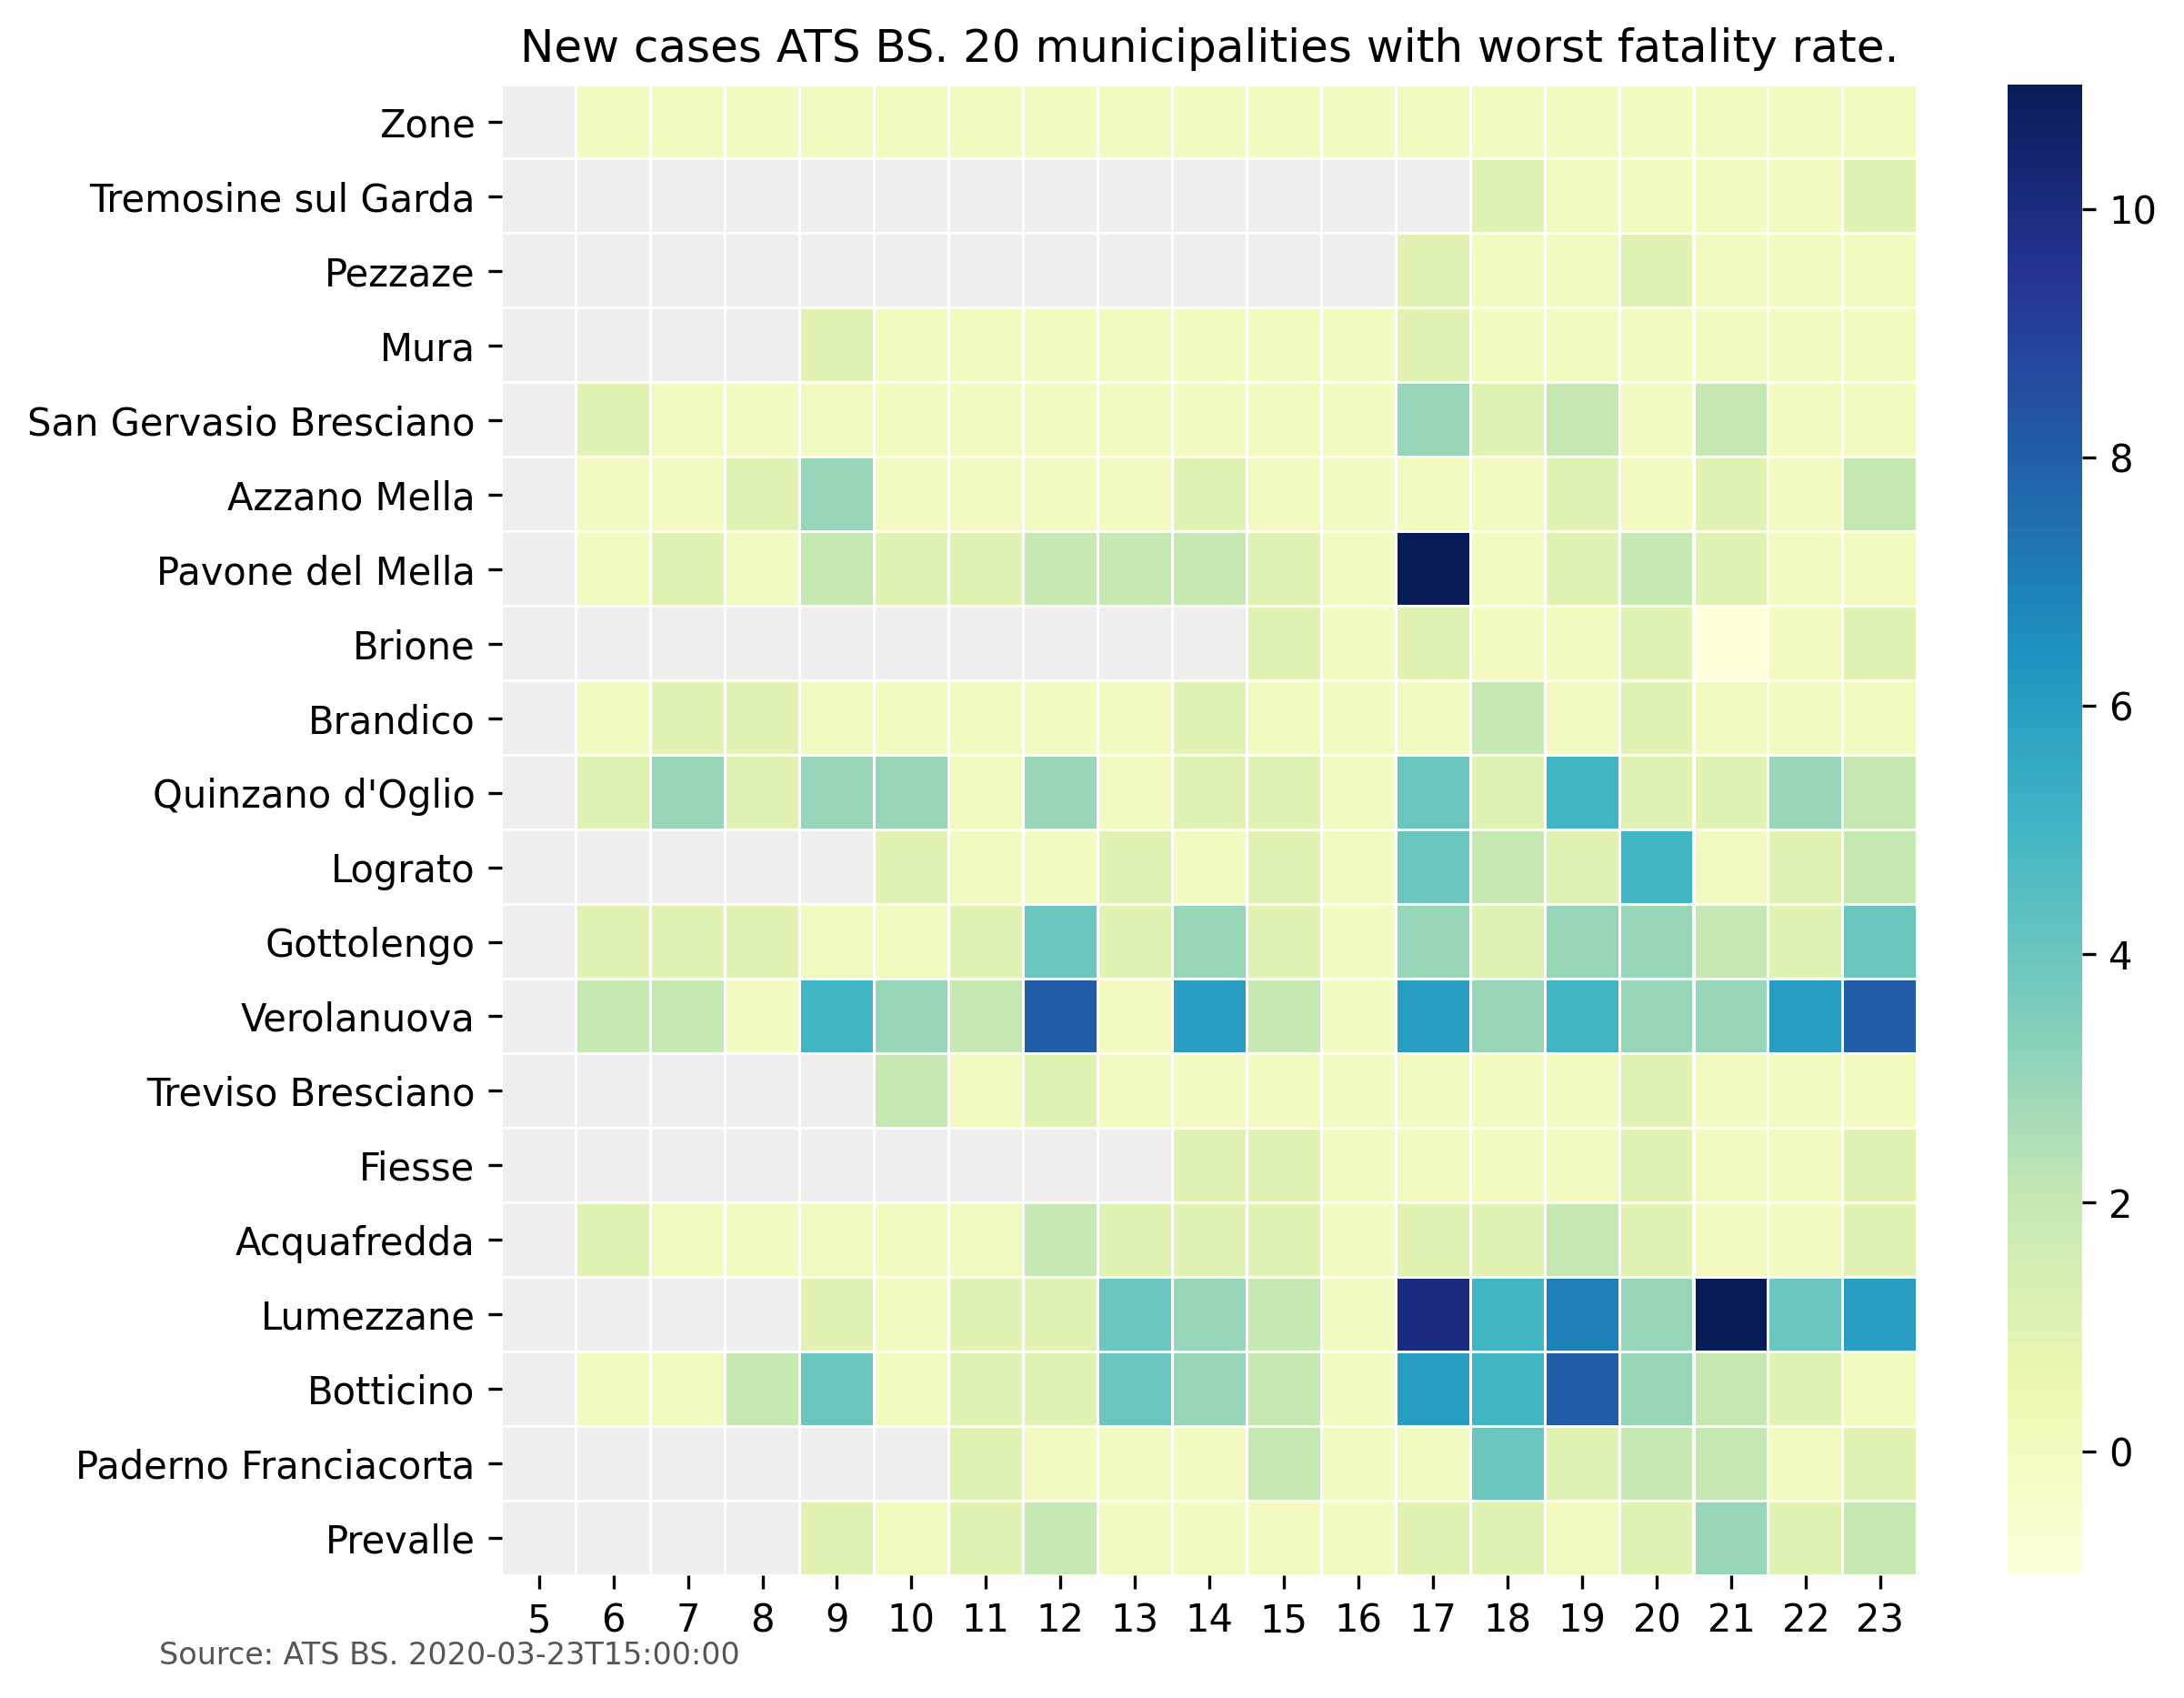 New cases ATS BS. 20 municipalities with worst fatality rate.
Zone
Tremosine sul Garda
Pezzaze
Mura
San Gervasio Bresciano
Azzano Mella
Pavone del Mella
Brione
Brandico
Quinzano d'Oglio
Lograto
Gottolengo
Verolanuova
Treviso Bresciano
Fiesse
Acquafredda
Lumezzane
Botticino
Paderno Franciacorta
Prevalle
5 6 7 8 9 10 11 12 13 14 15 16 17 18 19 20 21 22 23
10
8
6
4
2
0
Source: ATS BS. 2020-03-23T15:00:00